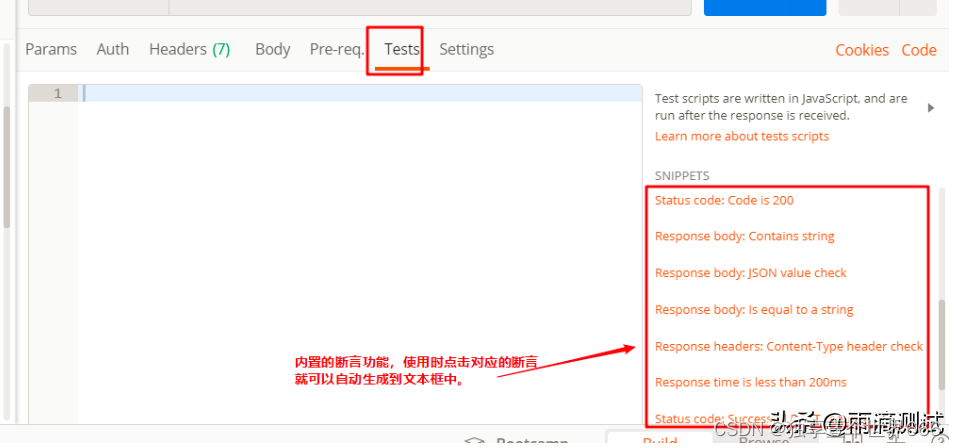 Params Auth Headers (7) Body Pre-req. Tests Settings Cookies Code
1
Test scripts are written in JavaScript, and are
run after the response is received.
Learn more about tests scripts
SNIPPETS
Status code: Code is 200
Response body: Contains string
Response body: JSON value check
Response body: Is equal to a string
Response headers: Content-Type header check
内置的断言功能，使用时点击对应的断言
就可以自动生成到文本框中。
Response time is less than 200ms
Status code: Success
头条 @雨滴测试
CSDN
Bootcamp Build Browse